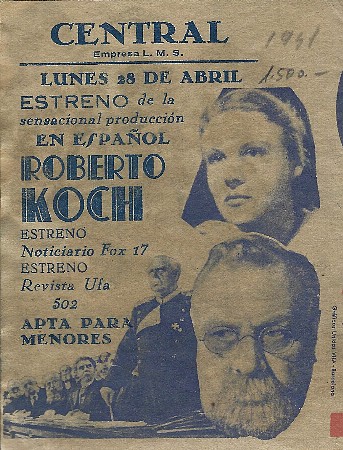 CENTRAL
Empresa L. M. S.
1941
LUNES 28 DE ABRIL
1.500.-
ESTRENO de la
sensacional producción
EN ESPAÑOL
ROBERTO
KOCH
ESTRENO
Noticiario Fox 17
ESTRENO
Revista Ufa
502
APTA PARA
MENORES